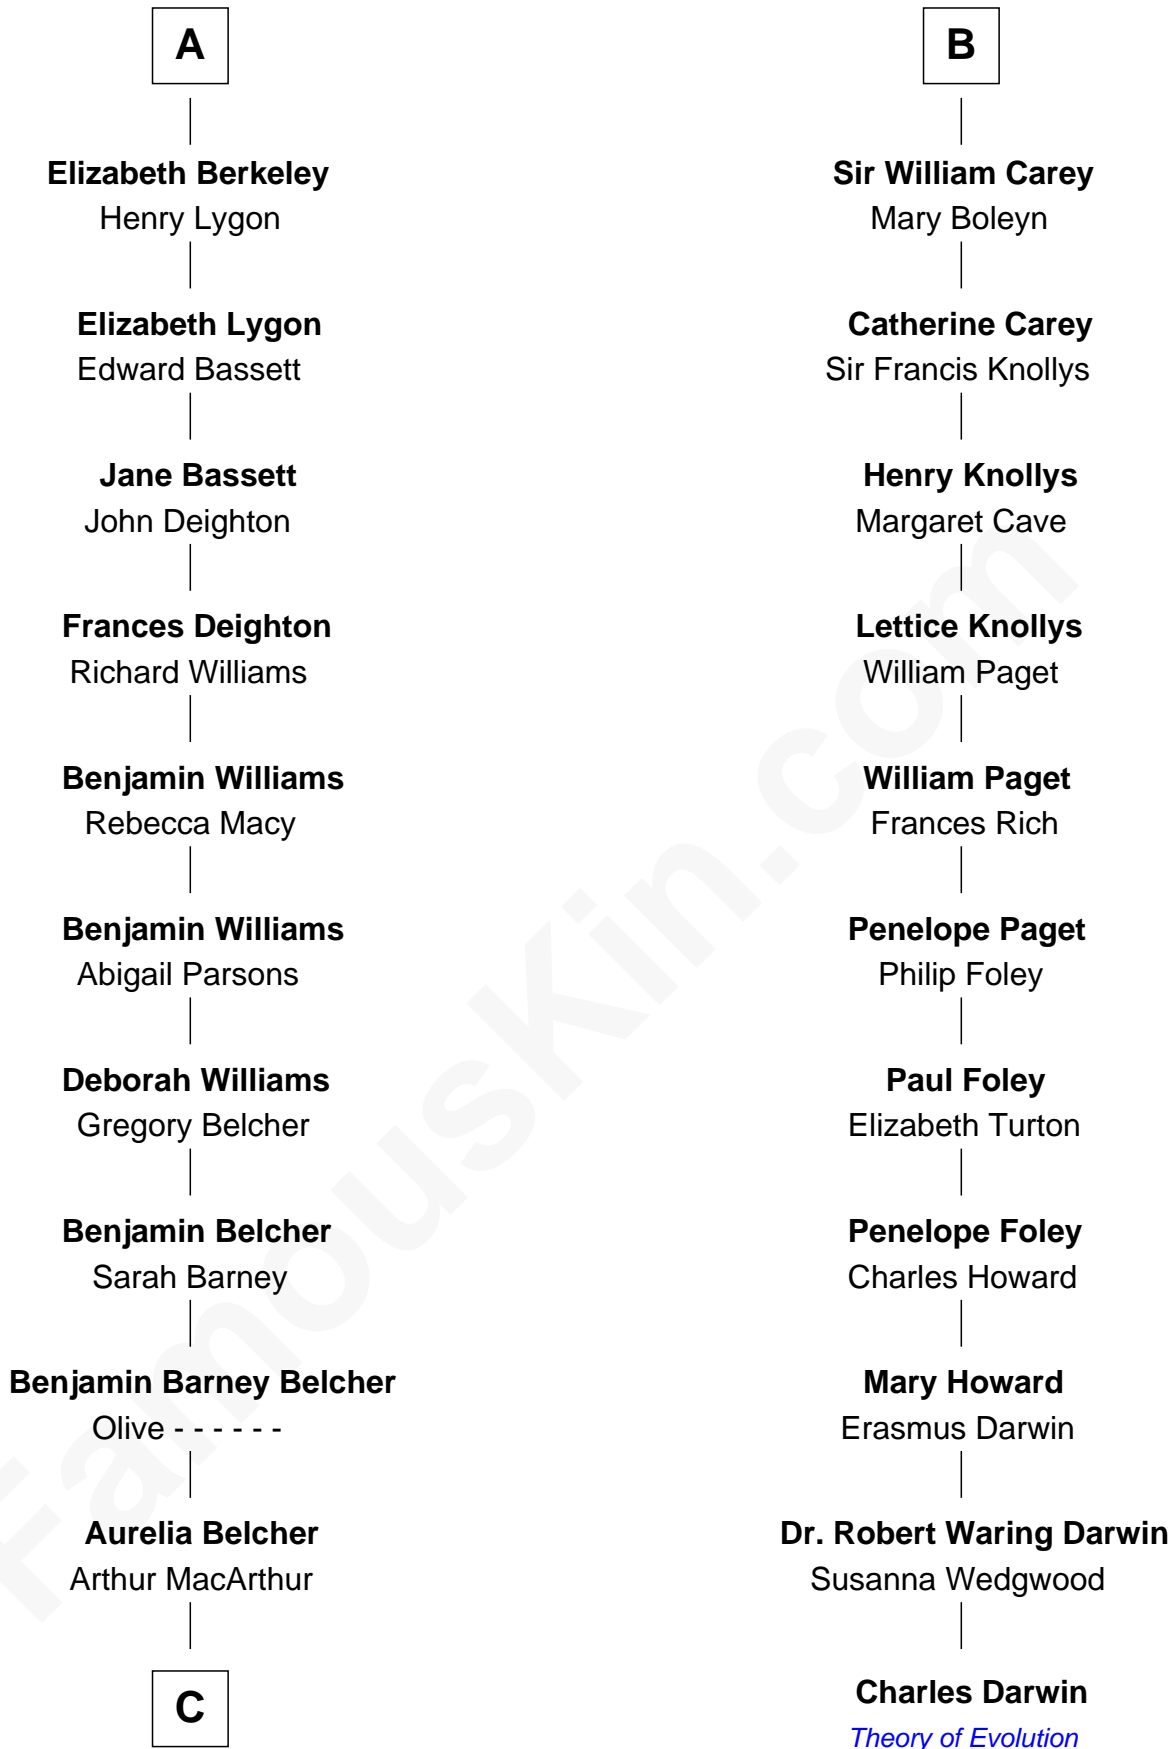 A
Elizabeth Berkeley
Henry Lygon
Elizabeth Lygon
Edward Bassett
Jane Bassett
John Deighton
Frances Deighton
Richard Williams
Benjamin Williams
Rebecca Macy
Benjamin Williams
Abigail Parsons
Deborah Williams
Gregory Belcher
Benjamin Belcher
Sarah Barney
Benjamin Barney Belcher
Olive - - - - - -
Aurelia Belcher
Arthur MacArthur
C
B
Sir William Carey
Mary Boleyn
Catherine Carey
Sir Francis Knollys
Henry Knollys
Margaret Cave
Lettice Knollys
William Paget
William Paget
Frances Rich
Penelope Paget
Philip Foley
Paul Foley
Elizabeth Turton
Penelope Foley
Charles Howard
Mary Howard
Erasmus Darwin
Dr. Robert Waring Darwin
Susanna Wedgwood
Charles Darwin
Theory of Evolution
FamousKin.com